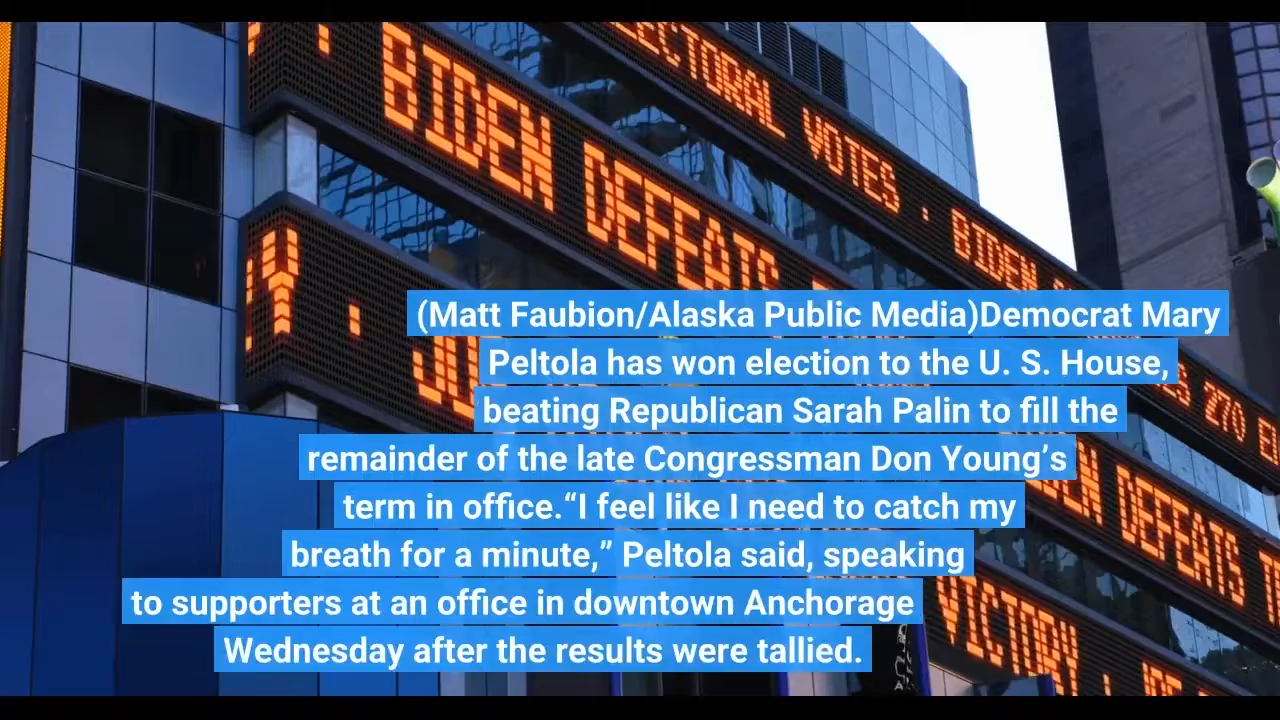 ECTORAL VOTES · BIDEN
BIDEN DEFEATS
(Matt Faubion/Alaska Public Media)Democrat Mary
Peltola has won election to the U. S. House,
beating Republican Sarah Palin to fill the
remainder of the late Congressman Don Young’s
term in office.“I feel like I need to catch my
breath for a minute,” Peltola said, speaking
to supporters at an office in downtown Anchorage
Wednesday after the results were tallied.
270
DEFEATS
VICTORY